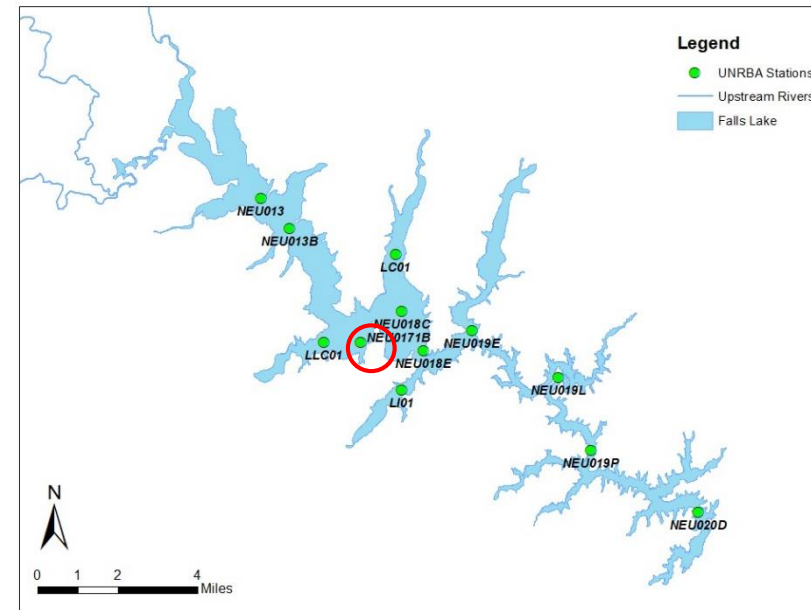 Legend
UNRBA Stations
Upstream Rivers
Falls Lake
NEU013
NEU013B
LC01
NEU018C
NEU0171B
NEU019E
LLC01
NEU018E
NEU019L
LI01
NEU019P
NEU020D
N
0 1 2 4
Miles